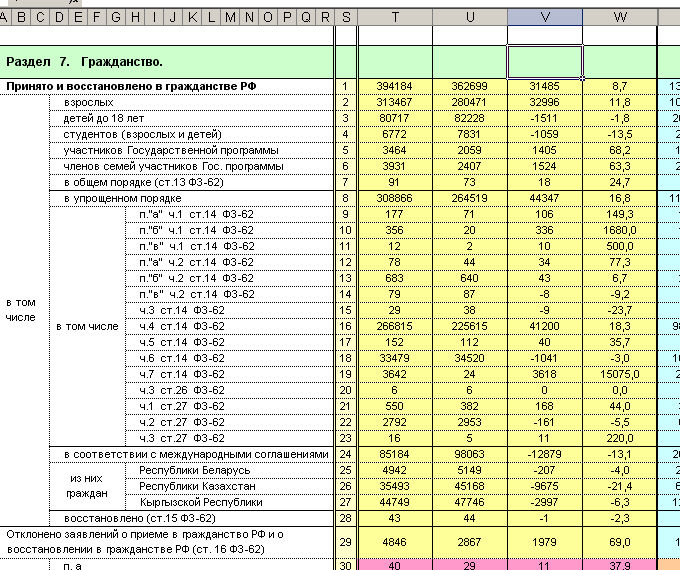 A B C D E F G H I J K L M N O P Q R S T U V W
Раздел 7. Гражданство.
Принято и восстановлено в гражданстве РФ 1 394184 362699 31485 8,7
взрослых 2 313467 280471 32996 11,8
детей до 18 лет 3 80717 82228 -1511 -1,8
студентов (взрослых и детей) 4 6772 7831 -1059 -13,5
участников Государственной программы 5 3464 2059 1405 68,2
членов семей участников Гос. программы 6 3931 2407 1524 63,3
в общем порядке (ст.13 ФЗ-62) 7 91 73 18 24,7
в упрощенном порядке 8 308866 264519 44347 16,8
п."а" ч.1 ст.14 ФЗ-62 9 177 71 106 149,3
п."б" ч.1 ст.14 ФЗ-62 10 356 20 336 1680,0
п."в" ч.1 ст.14 ФЗ-62 11 12 2 10 500,0
п."а" ч.2 ст.14 ФЗ-62 12 78 44 34 77,3
п."б" ч.2 ст.14 ФЗ-62 13 683 640 43 6,7
п."в" ч.2 ст.14 ФЗ-62 14 79 87 -8 -9,2
в том
числе
ч.3 ст.14 ФЗ-62 15 29 38 -9 -23,7
в том числе
ч.4 ст.14 ФЗ-62 16 266815 225615 41200 18,3
ч.5 ст.14 ФЗ-62 17 152 112 40 35,7
ч.6 ст.14 ФЗ-62 18 33479 34520 -1041 -3,0
ч.7 ст.14 ФЗ-62 19 3642 24 3618 15075,0
ч.3 ст.26 ФЗ-62 20 6 6 0 0,0
ч.1 ст.27 ФЗ-62 21 550 382 168 44,0
ч.2 ст.27 ФЗ-62 22 2792 2953 -161 -5,5
ч.3 ст.27 ФЗ-62 23 16 5 11 220,0
в соответствии с международными соглашениями 24 85184 98063 -12879 -13,1
из них
граждан
Республики Беларусь 25 4942 5149 -207 -4,0
Республики Казахстан 26 35493 45168 -9675 -21,4
Кыргызской Республики 27 44749 47746 -2997 -6,3
восстановлено (ст.15 ФЗ-62) 28 43 44 -1 -2,3
Отклонено заявлений о приеме в гражданство РФ и о
восстановлении в гражданстве РФ (ст. 16 ФЗ-62) 29 4846 2867 1979 69,0
п. а 30 40 29 11 37,9